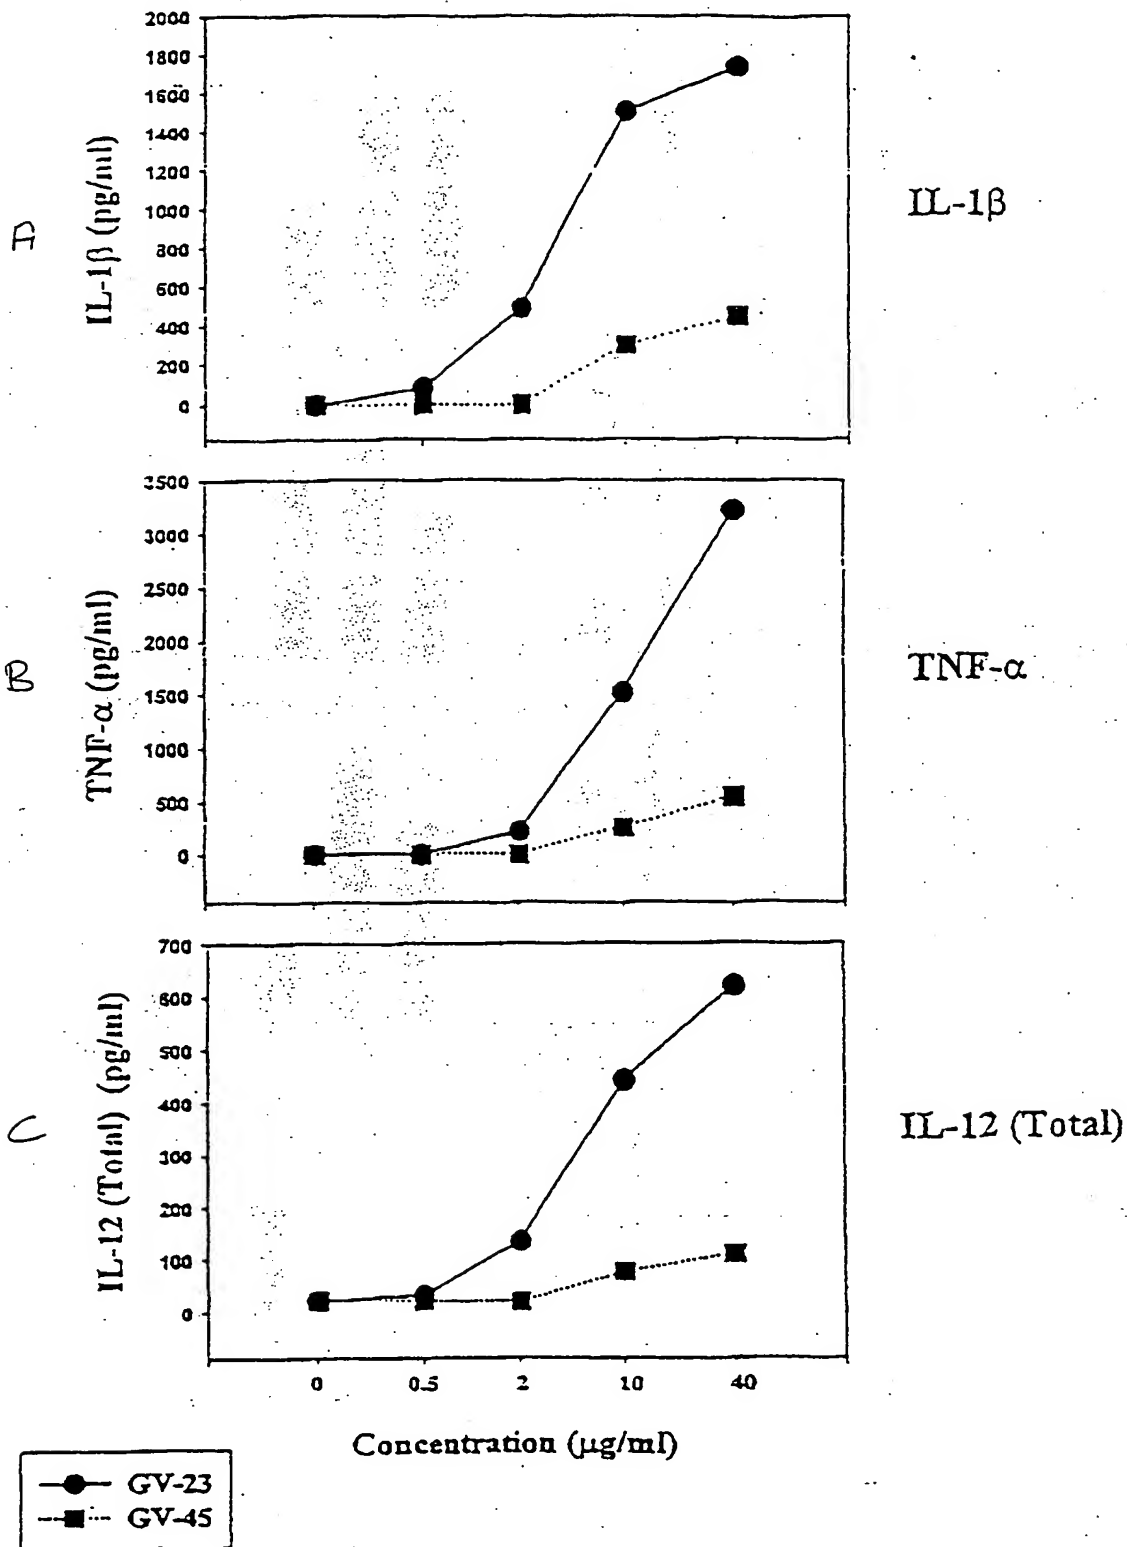 A
IL-1β (pg/ml)
2000
1800
1600
1400
1200
1000
800
600
400
200
0
IL-1β
B
TNF-α (pg/ml)
3500
3000
2500
2000
1500
1000
500
0
TNF-α
C
IL-12 (Total) (pg/ml)
700
600
500
400
300
200
100
0
IL-12 (Total)
0 0.5 2 10 40
Concentration (μg/ml)
GV-23
GV-45